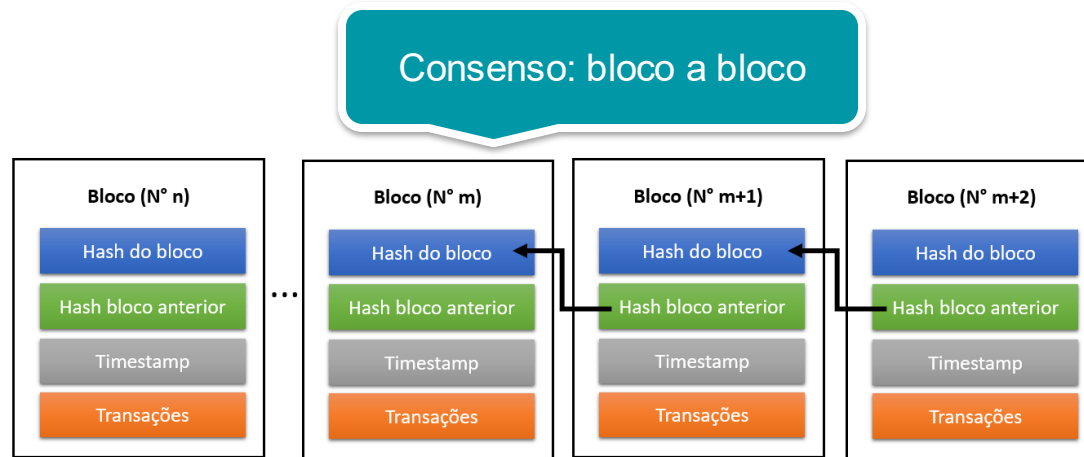 Consenso: bloco a bloco
Bloco (N° n)
Hash do bloco
Hash bloco anterior
Timestamp
Transações
...
Bloco (N° m)
Hash do bloco
Hash bloco anterior
Timestamp
Transações
Bloco (N° m+1)
Hash do bloco
Hash bloco anterior
Timestamp
Transações
Bloco (N° m+2)
Hash do bloco
Hash bloco anterior
Timestamp
Transações